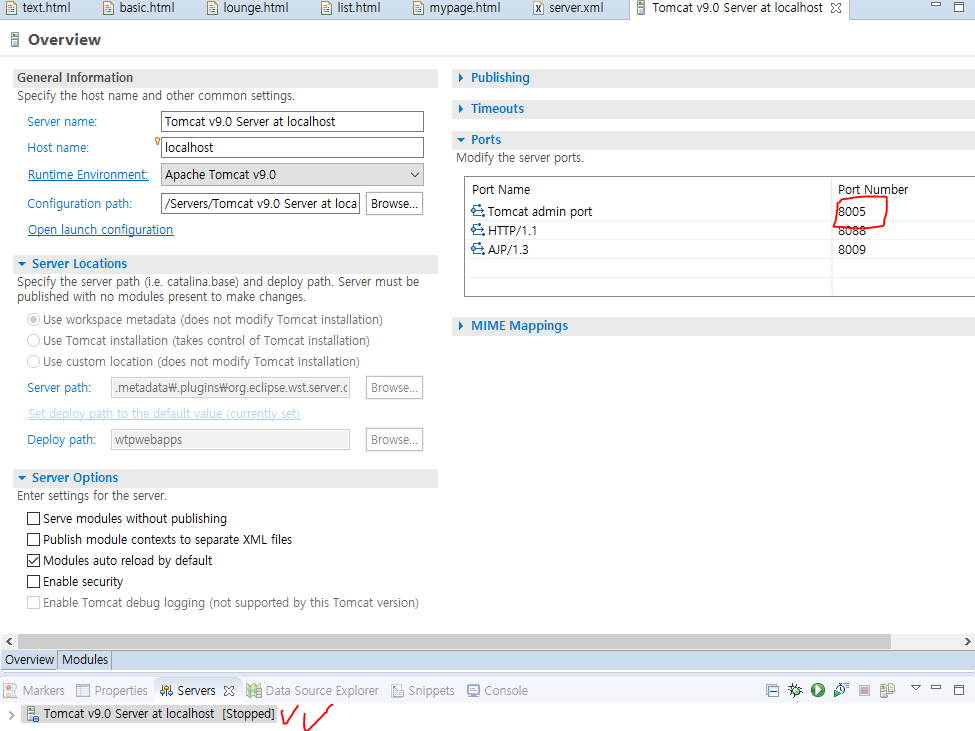 text.html basic.html lounge.html list.html mypage.html server.xml Tomcat v9.0 Server at localhost
Overview
General Information
Specify the host name and other common settings.
Server name: Tomcat v9.0 Server at localhost
Host name: localhost
Runtime Environment: Apache Tomcat v9.0
Configuration path: /Servers/Tomcat v9.0 Server at loca Browse...
Open launch configuration
Server Locations
Specify the server path (i.e. catalina.base) and deploy path. Server must be
published with no modules present to make changes.
Use workspace metadata (does not modify Tomcat installation)
Use Tomcat installation (takes control of Tomcat installation)
Use custom location (does not modify Tomcat installation)
Server path: .metadata₩.plugins₩org.eclipse.wst.server.c Browse...
Set deploy path to the default value (currently set)
Deploy path: wtpwebapps Browse...
Server Options
Enter settings for the server.
Serve modules without publishing
Publish module contexts to separate XML files
Modules auto reload by default
Enable security
Enable Tomcat debug logging (not supported by this Tomcat version)
Publishing
Timeouts
Ports
Modify the server ports.
Port Name Port Number
Tomcat admin port 8005
HTTP/1.1 8088
AJP/1.3 8009
MIME Mappings
Overview Modules
Markers Properties Servers Data Source Explorer Snippets Console
Tomcat v9.0 Server at localhost [Stopped]